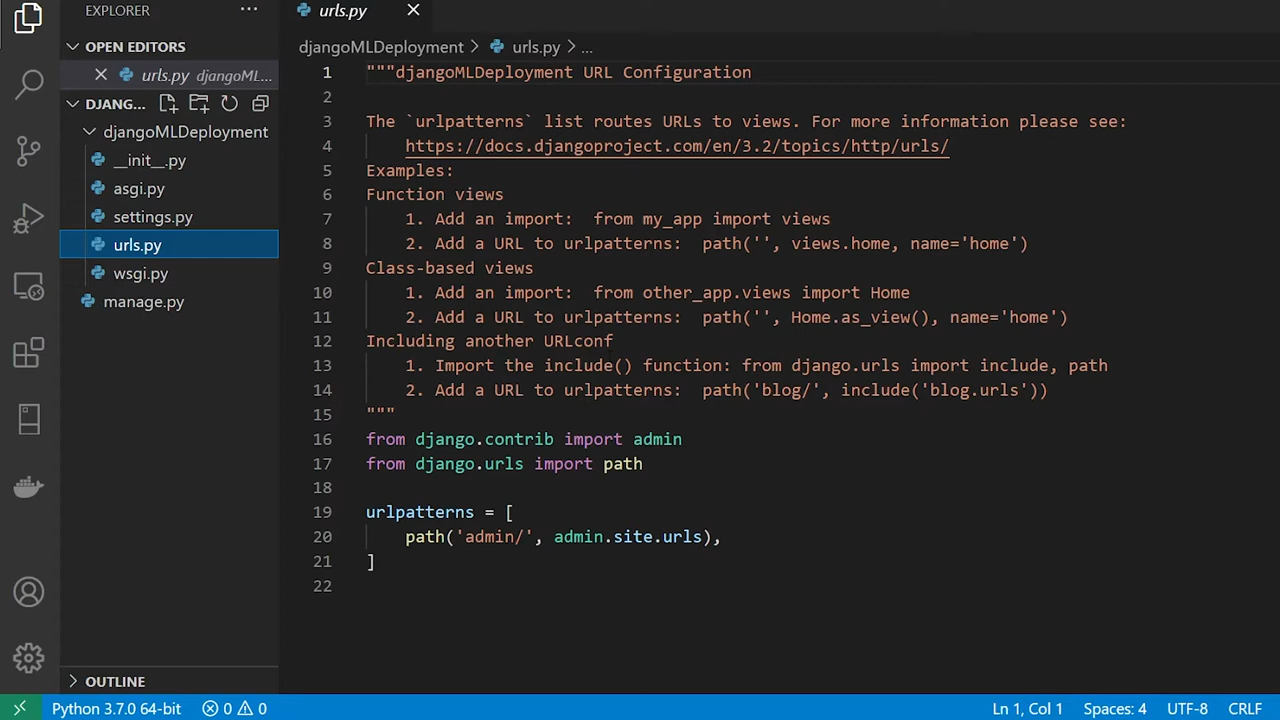 EXPLORER
···
urls.py
OPEN EDITORS
urls.py djangoML...
DJANG...
djangoMLDeployment
__init__.py
asgi.py
settings.py
urls.py
wsgi.py
manage.py
OUTLINE
djangoMLDeployment > urls.py > ...
1 """djangoMLDeployment URL Configuration
2
3 The `urlpatterns` list routes URLs to views. For more information please see:
4     https://docs.djangoproject.com/en/3.2/topics/http/urls/
5 Examples:
6 Function views
7     1. Add an import:  from my_app import views
8     2. Add a URL to urlpatterns:  path('', views.home, name='home')
9 Class-based views
10     1. Add an import:  from other_app.views import Home
11     2. Add a URL to urlpatterns:  path('', Home.as_view(), name='home')
12 Including another URLconf
13     1. Import the include() function: from django.urls import include, path
14     2. Add a URL to urlpatterns:  path('blog/', include('blog.urls'))
15 """
16 from django.contrib import admin
17 from django.urls import path
18
19 urlpatterns = [
20     path('admin/', admin.site.urls),
21 ]
22
Python 3.7.0 64-bit
0 0
Ln 1, Col 1
Spaces: 4
UTF-8
CRLF